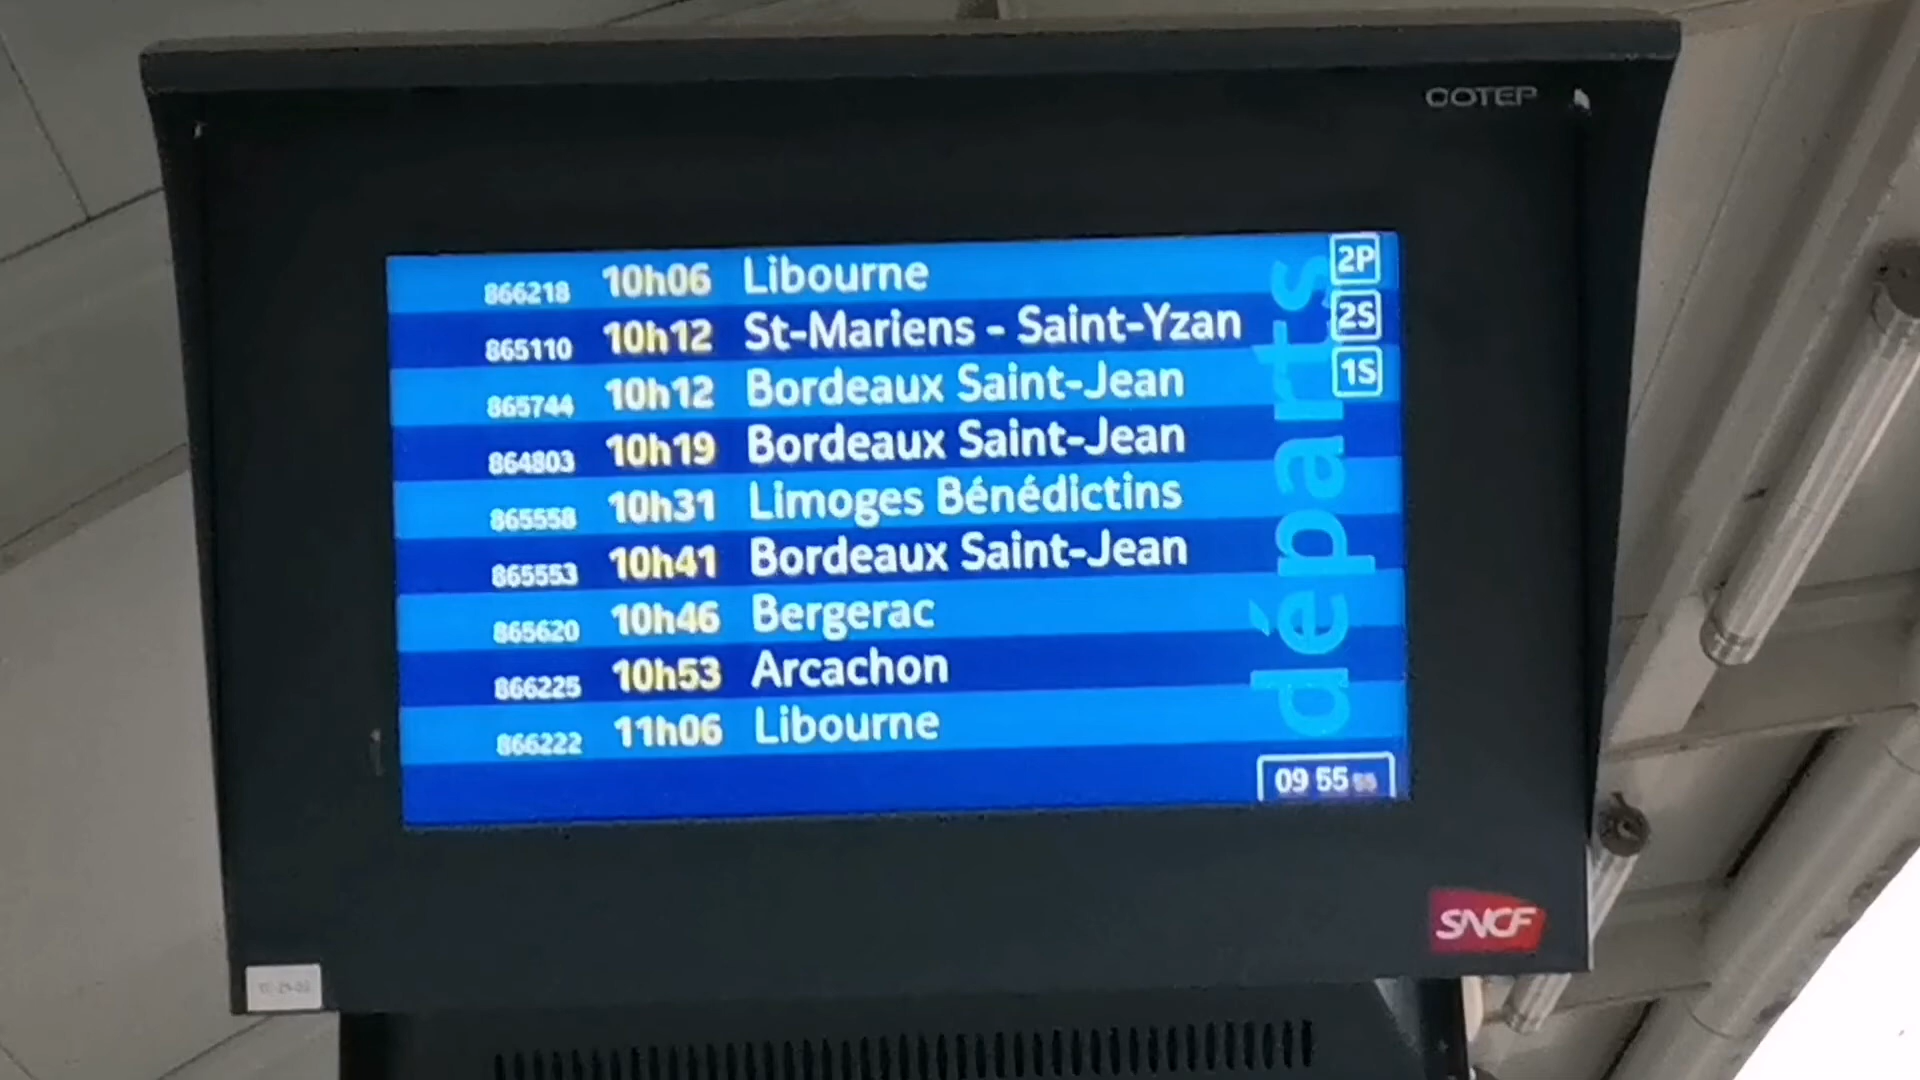 COTEP
866218 10h06 Libourne 2P
865110 10h12 St-Mariens - Saint-Yzan 2S
865744 10h12 Bordeaux Saint-Jean 1S
864803 10h19 Bordeaux Saint-Jean
865558 10h31 Limoges Bénédictins
865553 10h41 Bordeaux Saint-Jean
865620 10h46 Bergerac
866225 10h53 Arcachon
866222 11h06 Libourne
départs
09 55
SNCF